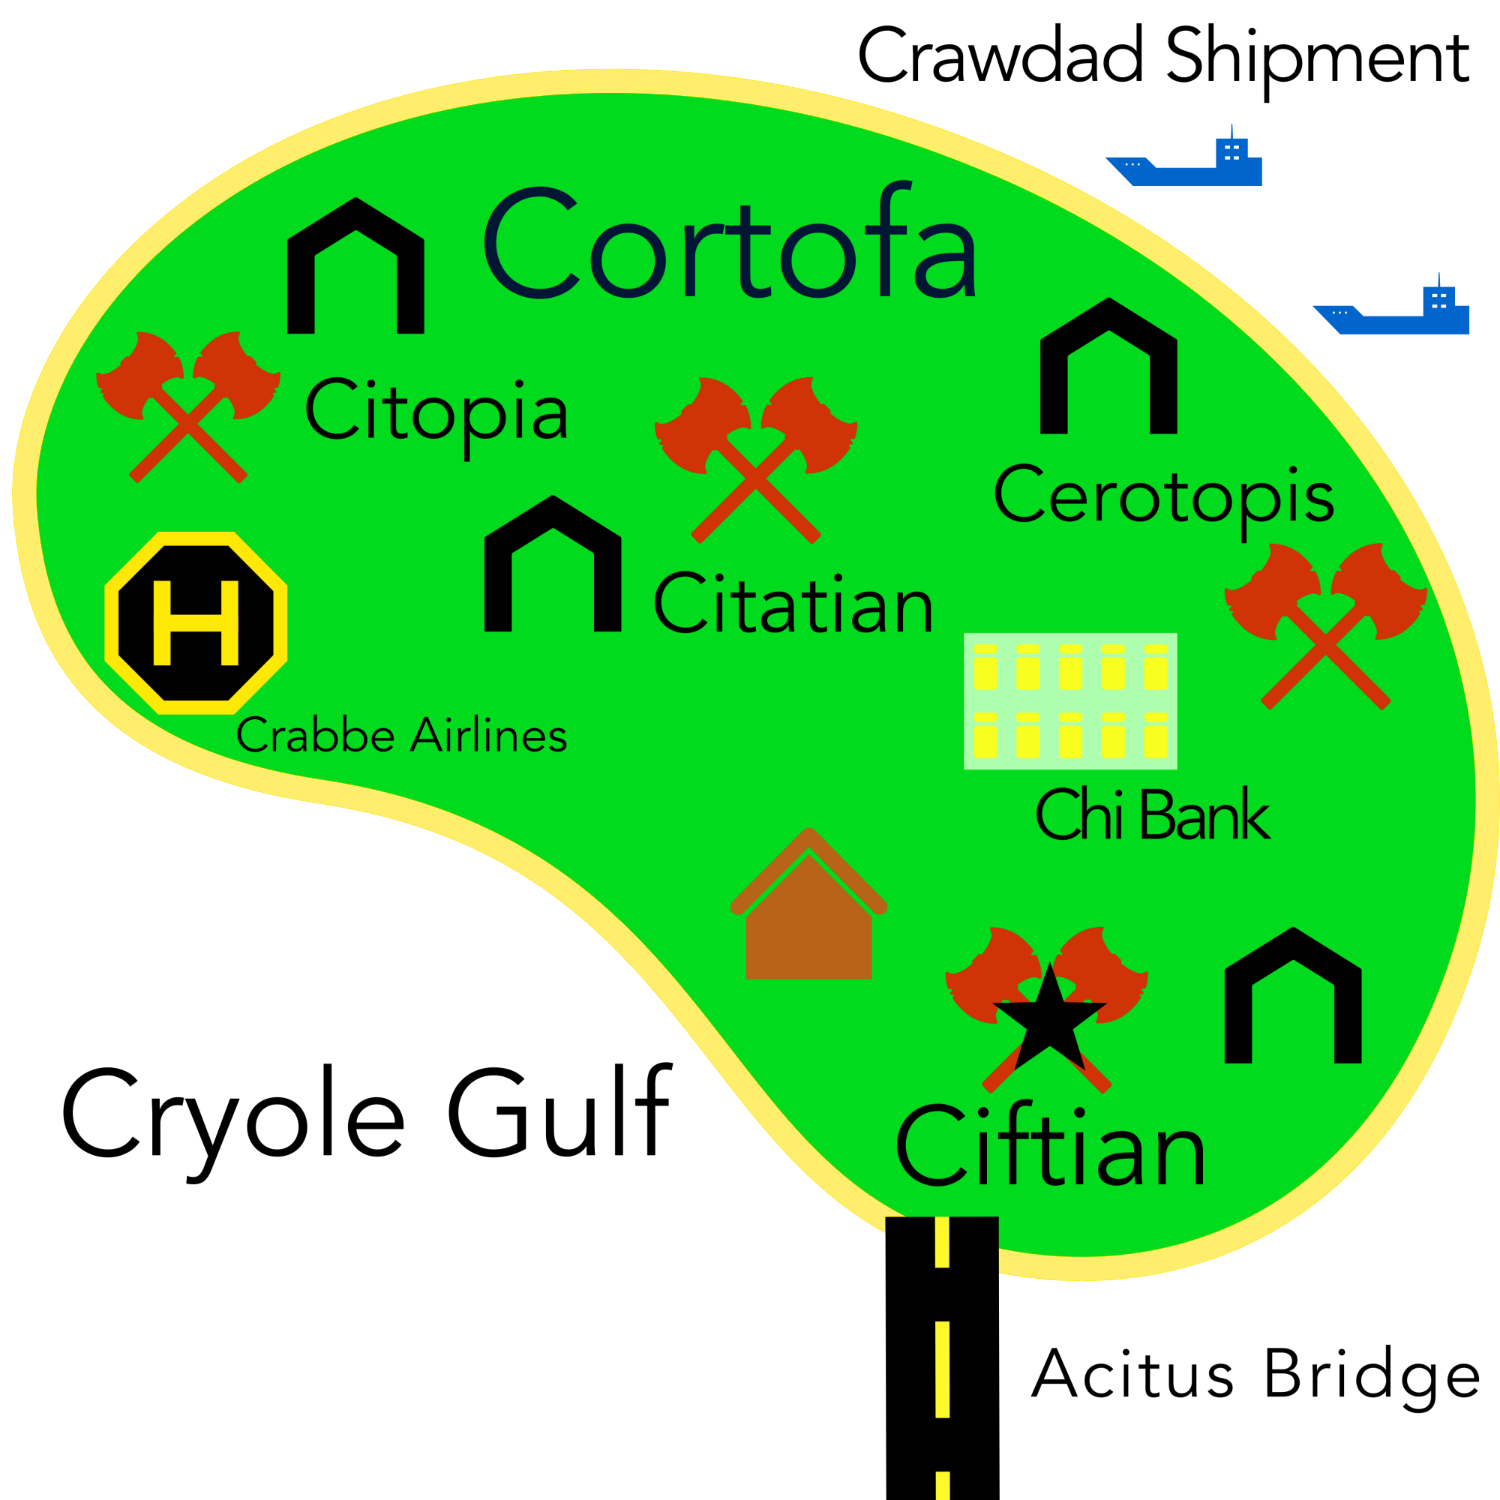 Crawdad Shipment
Cortofa
Citopia
Cerotopis
Citatian
H
Crabbe Airlines
Chi Bank
Cryole Gulf
Ciftian
Acitus Bridge